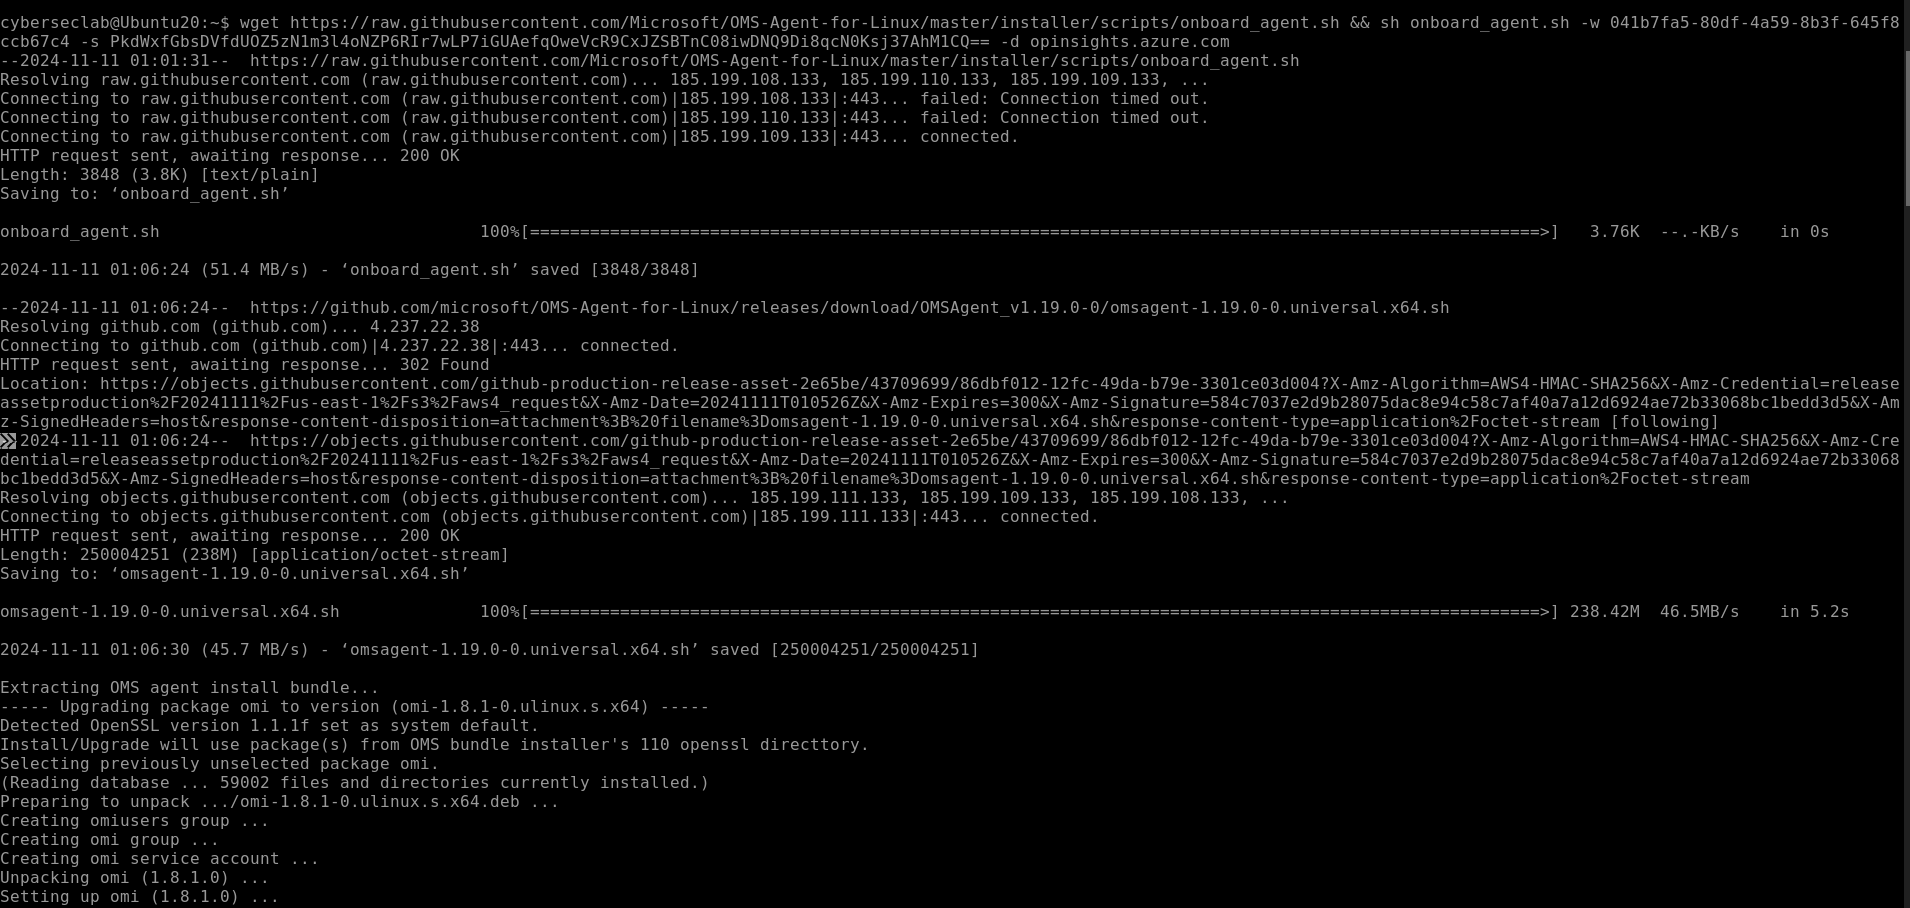 cyberseclab@Ubuntu20:~$ wget https://raw.githubusercontent.com/Microsoft/OMS-Agent-for-Linux/master/installer/scripts/onboard_agent.sh && sh onboard_agent.sh -w 041b7fa5-80df-4a59-8b3f-645f8
ccb67c4 -s PkdWxfGbsDVfdUOZ5zN1m3l4oNZP6RIr7wLP7iGUAefqOweVcR9CxJZSBTnC08iwDNQ9Di8qcN0Ksj37AhM1CQ== -d opinsights.azure.com
--2024-11-11 01:01:31--  https://raw.githubusercontent.com/Microsoft/OMS-Agent-for-Linux/master/installer/scripts/onboard_agent.sh
Resolving raw.githubusercontent.com (raw.githubusercontent.com)... 185.199.108.133, 185.199.110.133, 185.199.109.133, ...
Connecting to raw.githubusercontent.com (raw.githubusercontent.com)|185.199.108.133|:443... failed: Connection timed out.
Connecting to raw.githubusercontent.com (raw.githubusercontent.com)|185.199.110.133|:443... failed: Connection timed out.
Connecting to raw.githubusercontent.com (raw.githubusercontent.com)|185.199.109.133|:443... connected.
HTTP request sent, awaiting response... 200 OK
Length: 3848 (3.8K) [text/plain]
Saving to: ‘onboard_agent.sh’
onboard_agent.sh 100%[=====================================================================================================>] 3.76K --.-KB/s in 0s
2024-11-11 01:06:24 (51.4 MB/s) - ‘onboard_agent.sh’ saved [3848/3848]
--2024-11-11 01:06:24--  https://github.com/microsoft/OMS-Agent-for-Linux/releases/download/OMSAgent_v1.19.0-0/omsagent-1.19.0-0.universal.x64.sh
Resolving github.com (github.com)... 4.237.22.38
Connecting to github.com (github.com)|4.237.22.38|:443... connected.
HTTP request sent, awaiting response... 302 Found
Location: https://objects.githubusercontent.com/github-production-release-asset-2e65be/43709699/86dbf012-12fc-49da-b79e-3301ce03d004?X-Amz-Algorithm=AWS4-HMAC-SHA256&X-Amz-Credential=release
assetproduction%2F20241111%2Fus-east-1%2Fs3%2Faws4_request&X-Amz-Date=20241111T010526Z&X-Amz-Expires=300&X-Amz-Signature=584c7037e2d9b28075dac8e94c58c7af40a7a12d6924ae72b33068bc1bedd3d5&X-Am
z-SignedHeaders=host&response-content-disposition=attachment%3B%20filename%3Domsagent-1.19.0-0.universal.x64.sh&response-content-type=application%2Foctet-stream [following]
»2024-11-11 01:06:24--  https://objects.githubusercontent.com/github-production-release-asset-2e65be/43709699/86dbf012-12fc-49da-b79e-3301ce03d004?X-Amz-Algorithm=AWS4-HMAC-SHA256&X-Amz-Cre
dential=releaseassetproduction%2F20241111%2Fus-east-1%2Fs3%2Faws4_request&X-Amz-Date=20241111T010526Z&X-Amz-Expires=300&X-Amz-Signature=584c7037e2d9b28075dac8e94c58c7af40a7a12d6924ae72b33068
bc1bedd3d5&X-Amz-SignedHeaders=host&response-content-disposition=attachment%3B%20filename%3Domsagent-1.19.0-0.universal.x64.sh&response-content-type=application%2Foctet-stream
Resolving objects.githubusercontent.com (objects.githubusercontent.com)... 185.199.111.133, 185.199.109.133, 185.199.108.133, ...
Connecting to objects.githubusercontent.com (objects.githubusercontent.com)|185.199.111.133|:443... connected.
HTTP request sent, awaiting response... 200 OK
Length: 250004251 (238M) [application/octet-stream]
Saving to: ‘omsagent-1.19.0-0.universal.x64.sh’
omsagent-1.19.0-0.universal.x64.sh 100%[=====================================================================================================>] 238.42M 46.5MB/s in 5.2s
2024-11-11 01:06:30 (45.7 MB/s) - ‘omsagent-1.19.0-0.universal.x64.sh’ saved [250004251/250004251]
Extracting OMS agent install bundle...
----- Upgrading package omi to version (omi-1.8.1-0.ulinux.s.x64) -----
Detected OpenSSL version 1.1.1f set as system default.
Install/Upgrade will use package(s) from OMS bundle installer's 110 openssl directtory.
Selecting previously unselected package omi.
(Reading database ... 59002 files and directories currently installed.)
Preparing to unpack .../omi-1.8.1-0.ulinux.s.x64.deb ...
Creating omiusers group ...
Creating omi group ...
Creating omi service account ...
Unpacking omi (1.8.1.0) ...
Setting up omi (1.8.1.0) ...